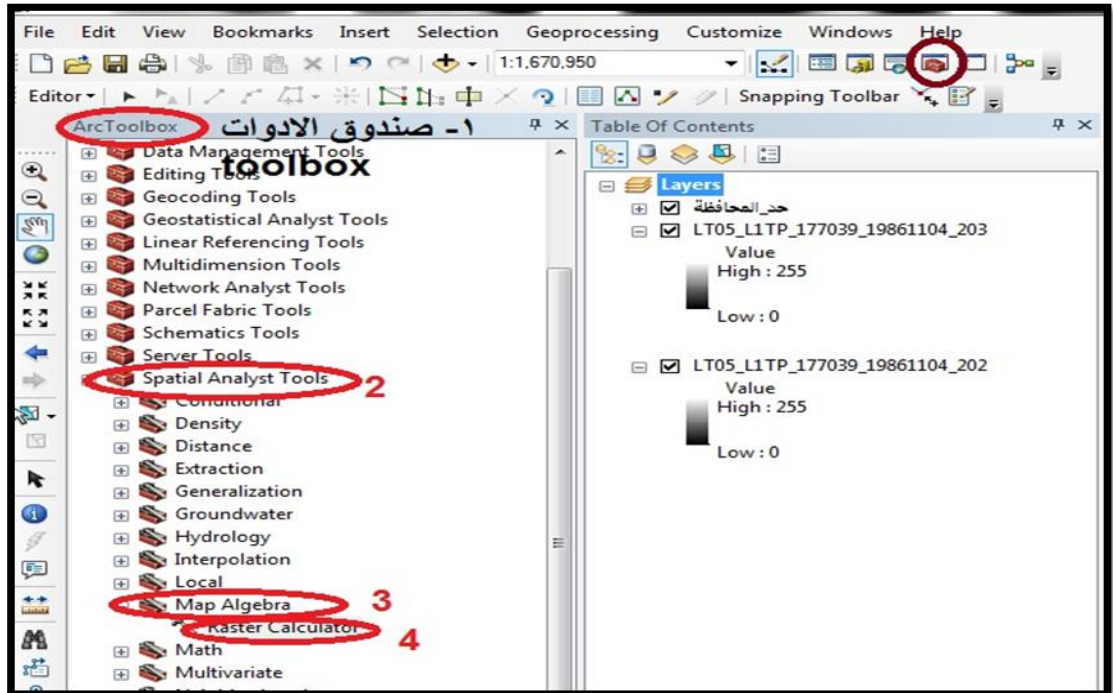 File Edit View Bookmarks Insert Selection Geoprocessing Customize Windows Help
1:1,670,950
Editor Snapping Toolbar
ArcToolbox
١- صندوق الادوات
toolbox
Data Management Tools
Editing Tools
Geocoding Tools
Geostatistical Analyst Tools
Linear Referencing Tools
Multidimension Tools
Network Analyst Tools
Parcel Fabric Tools
Schematics Tools
Server Tools
Spatial Analyst Tools 2
Conditional
Density
Distance
Extraction
Generalization
Groundwater
Hydrology
Interpolation
Local
Map Algebra 3
Raster Calculator 4
Math
Multivariate
Table Of Contents
Layers
حد_المحافظة
LT05_L1TP_177039_19861104_203
Value
High : 255
Low : 0
LT05_L1TP_177039_19861104_202
Value
High : 255
Low : 0